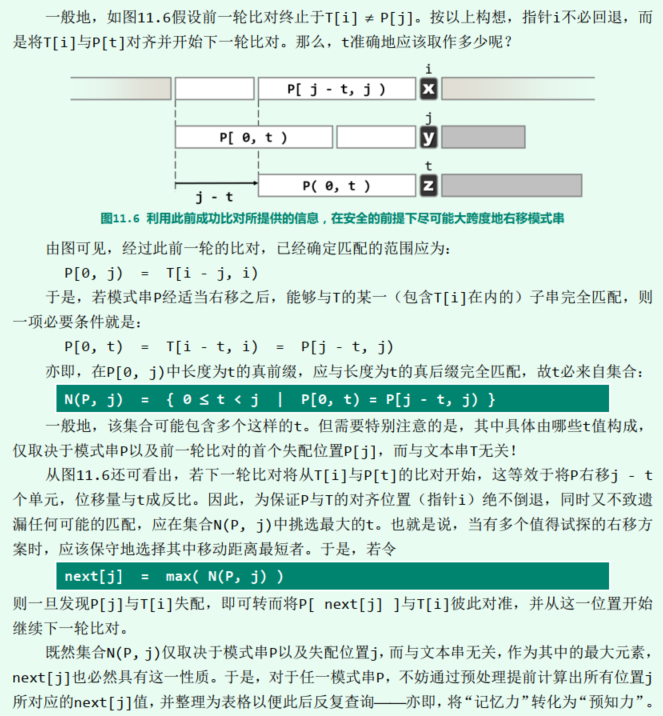 一般地，如图11.6假设前一轮比对终止于T[i] ≠ P[j]。按以上构想，指针i不必回退，而
是将T[i]与P[t]对齐并开始下一轮比对。那么，t准确地应该取作多少呢？
i
P[ j - t, j )
x
j
P[ 0, t )
y
t
P( 0, t )
z
j - t
图11.6 利用此前成功比对所提供的信息，在安全的前提下尽可能大跨度地右移模式串
由图可见，经过此前一轮的比对，已经确定匹配的范围应为：
P[0, j) = T[i - j, i)
于是，若模式串P经适当右移之后，能够与T的某一（包含T[i]在内的）子串完全匹配，则
一项必要条件就是：
P[0, t) = T[i - t, i) = P[j - t, j)
亦即，在P[0, j)中长度为t的真前缀，应与长度为t的真后缀完全匹配，故t必来自集合：
N(P, j) = { 0 ≤ t < j | P[0, t) = P[j - t, j) }
一般地，该集合可能包含多个这样的t。但需要特别注意的是，其中具体由哪些t值构成，
仅取决于模式串P以及前一轮比对的首个失配位置P[j]，而与文本串T无关！
从图11.6还可看出，若下一轮比对将从T[i]与P[t]的比对开始，这等效于将P右移j - t
个单元，位移量与t成反比。因此，为保证P与T的对齐位置（指针i）绝不倒退，同时又不致遗
漏任何可能的匹配，应在集合N(P, j)中挑选最大的t。也就是说，当有多个值得试探的右移方
案时，应该保守地选择其中移动距离最短者。于是，若令
next[j] = max( N(P, j) )
则一旦发现P[j]与T[i]失配，即可转而将P[ next[j] ]与T[i]彼此对准，并从这一位置开始
继续下一轮比对。
既然集合N(P, j)仅取决于模式串P以及失配位置j，而与文本串无关，作为其中的最大元素，
next[j]也必然具有这一性质。于是，对于任一模式串P，不妨通过预处理提前计算出所有位置j
所对应的next[j]值，并整理为表格以便此后反复查询——亦即，将“记忆力”转化为“预知力”。